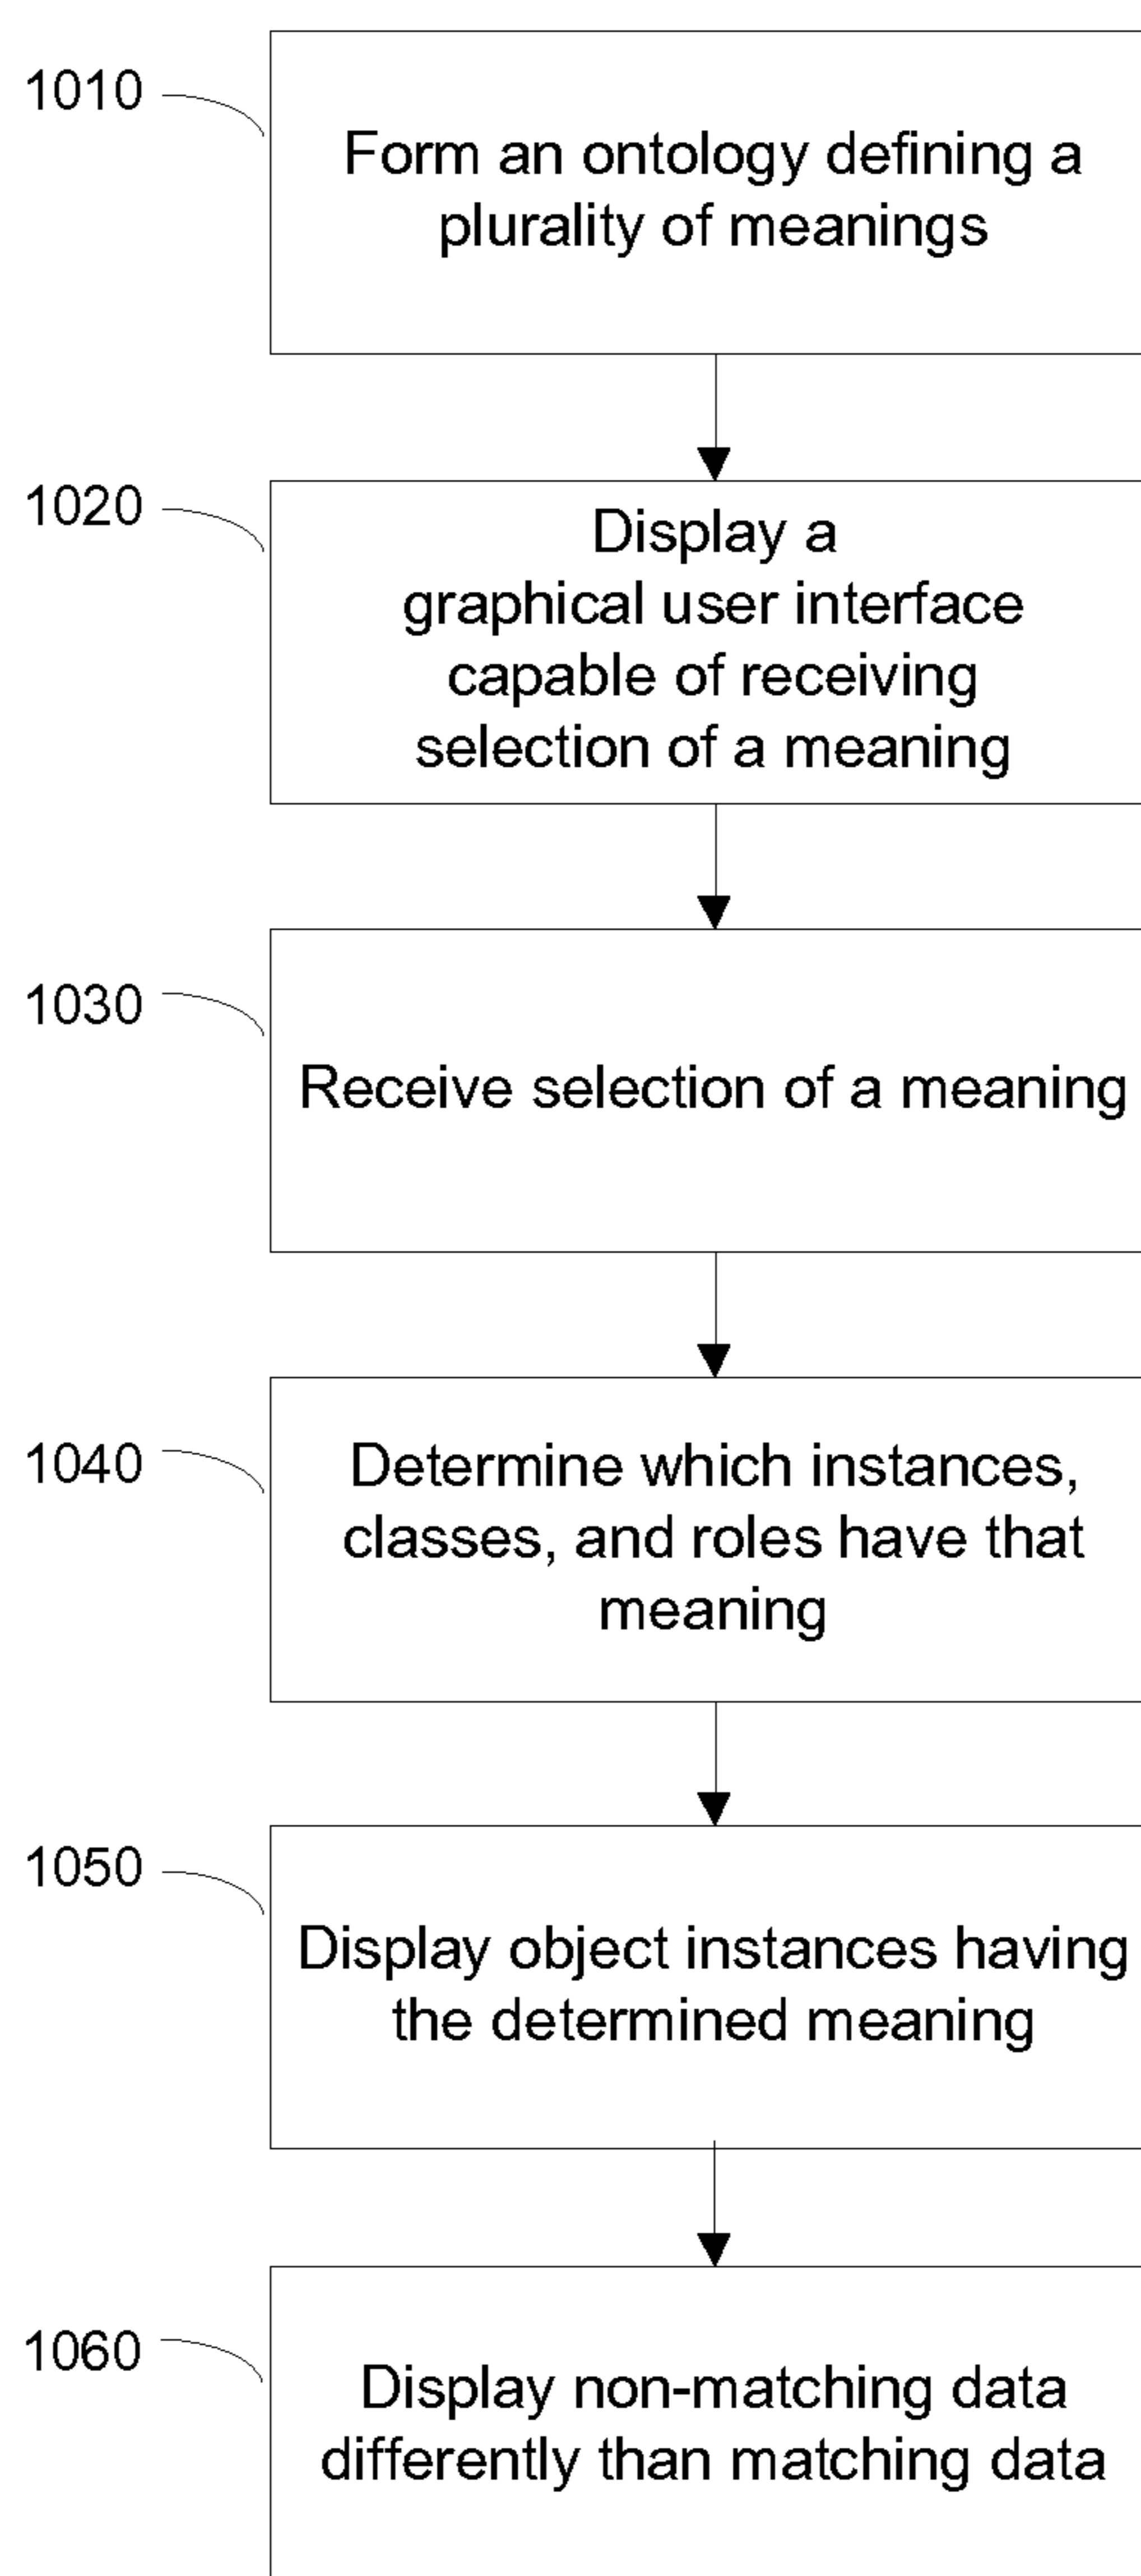 1010
Form an ontology defining a
plurality of meanings
1020
Display a
graphical user interface
capable of receiving
selection of a meaning
1030
Receive selection of a meaning
1040
Determine which instances,
classes, and roles have that
meaning
1050
Display object instances having
the determined meaning
1060
Display non-matching data
differently than matching data